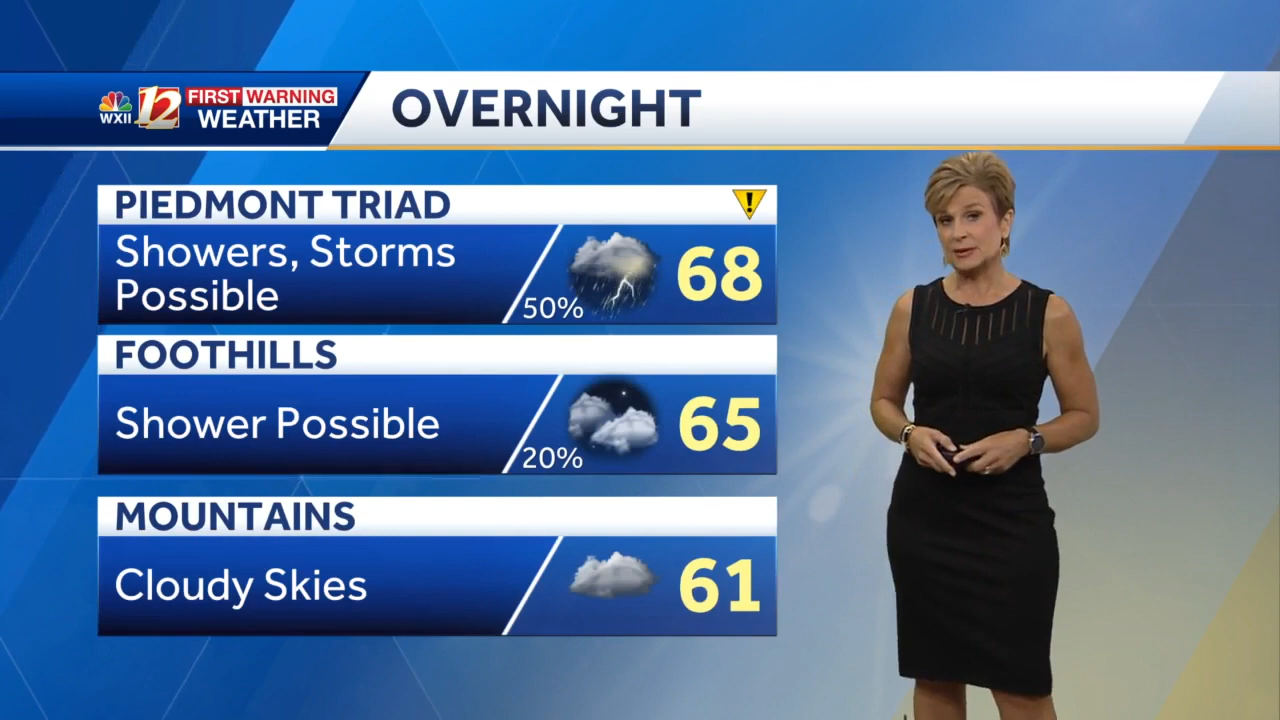 WXII 12 FIRST WARNING
WEATHER
OVERNIGHT
PIEDMONT TRIAD
!
Showers, Storms
Possible
50%
68
FOOTHILLS
Shower Possible
20%
65
MOUNTAINS
Cloudy Skies
61